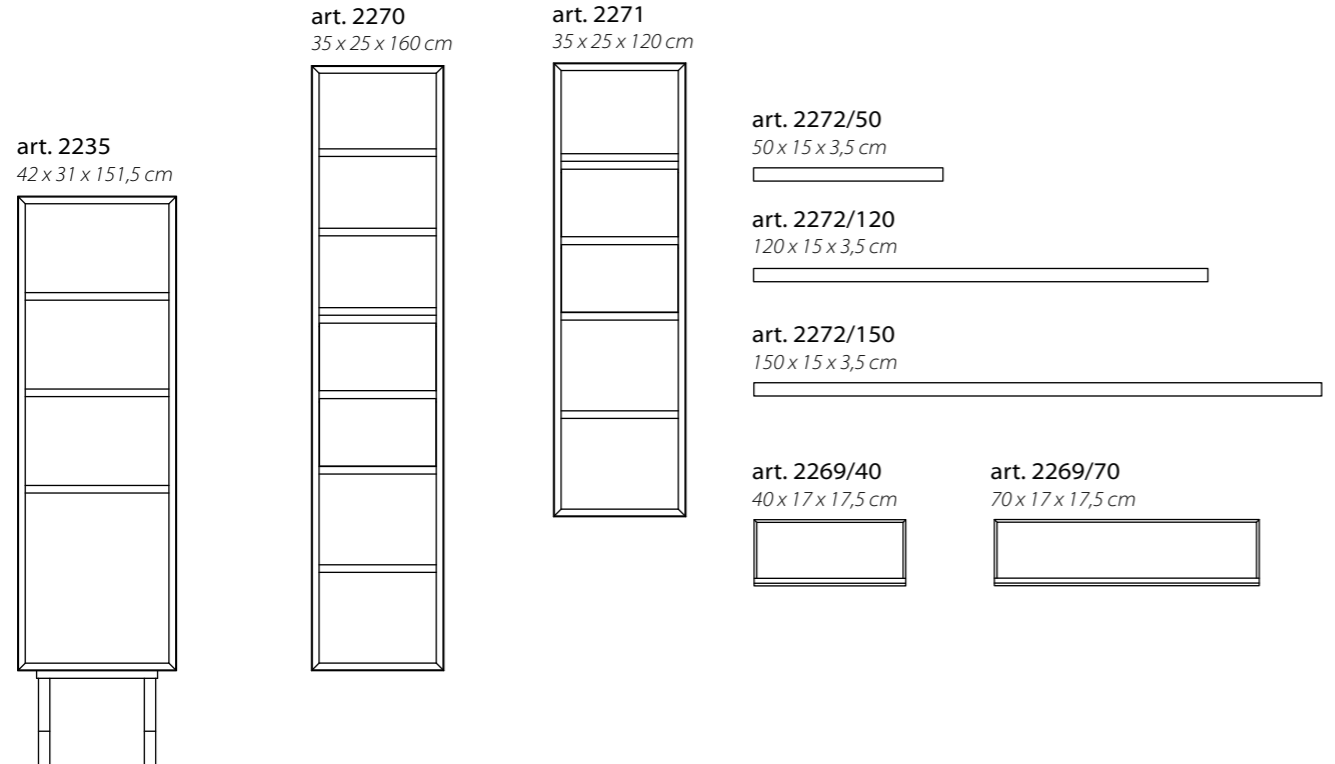 art. 2270
35 x 25 x 160 cm
art. 2271
35 x 25 x 120 cm
art. 2235
42 x 31 x 151,5 cm
art. 2272/50
50 x 15 x 3,5 cm
art. 2272/120
120 x 15 x 3,5 cm
art. 2272/150
150 x 15 x 3,5 cm
art. 2269/40
40 x 17 x 17,5 cm
art. 2269/70
70 x 17 x 17,5 cm